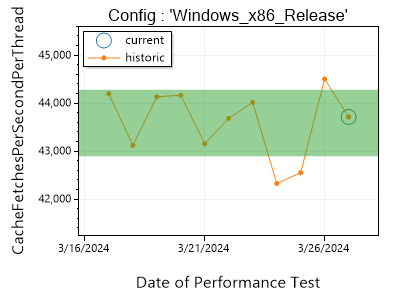 Config : 'Windows_x86_Release'
current
historic
CacheFetchesPerSecondPerThread
45,000
44,000
43,000
42,000
3/16/2024
3/21/2024
3/26/2024
Date of Performance Test